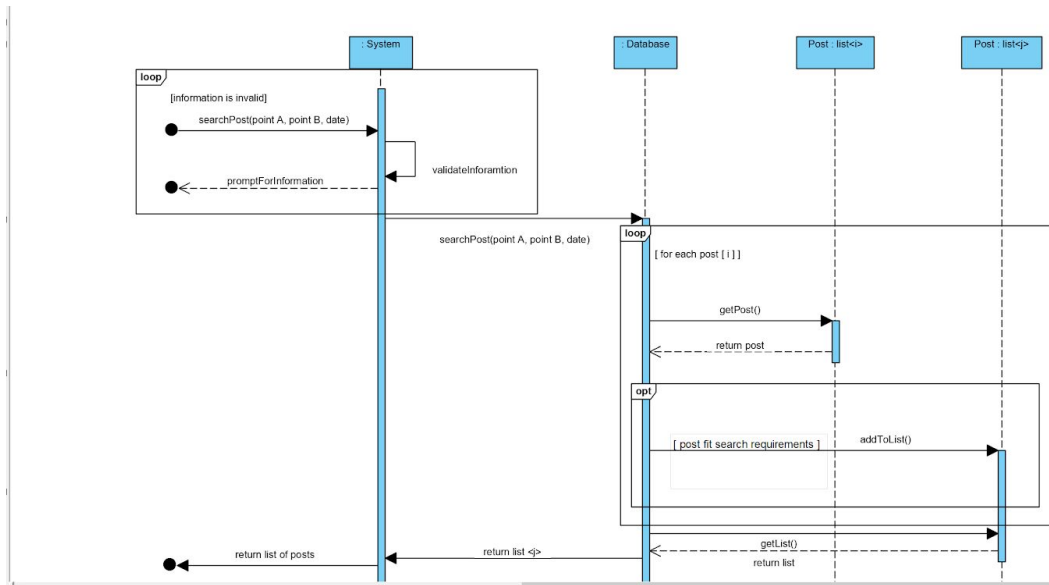 : System
: Database
Post : list<i>
Post : list<j>
loop
[information is invalid]
searchPost(point A, point B, date)
validateInforamtion
promptForInformation
searchPost(point A, point B, date)
loop
[ for each post [ i ] ]
getPost()
return post
opt
[ post fit search requirements ]
addToList()
getList()
return list of posts
return list <j>
return list